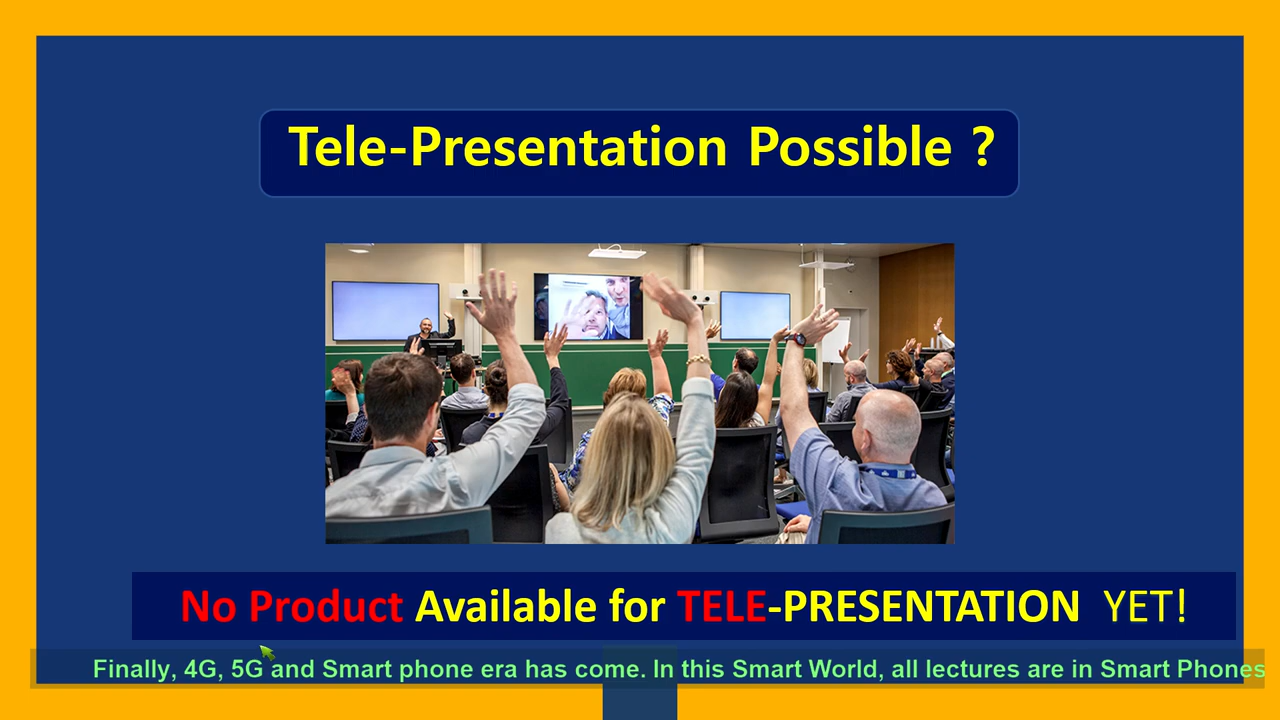 Tele-Presentation Possible ?
No Product Available for TELE-PRESENTATION YET!
Finally, 4G, 5G and Smart phone era has come. In this Smart World, all lectures are in Smart Phones